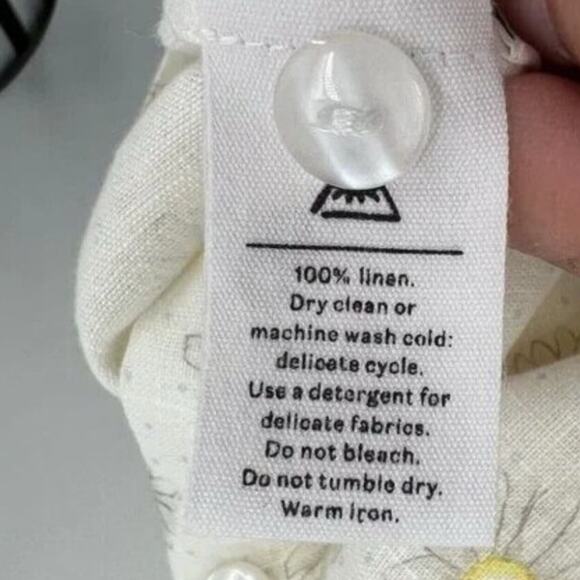 100% linen.
Dry clean or
machine wash cold:
delicate cycle.
Use a detergent for
delicate fabrics.
Do not bleach.
Do not tumble dry.
Warm iron.